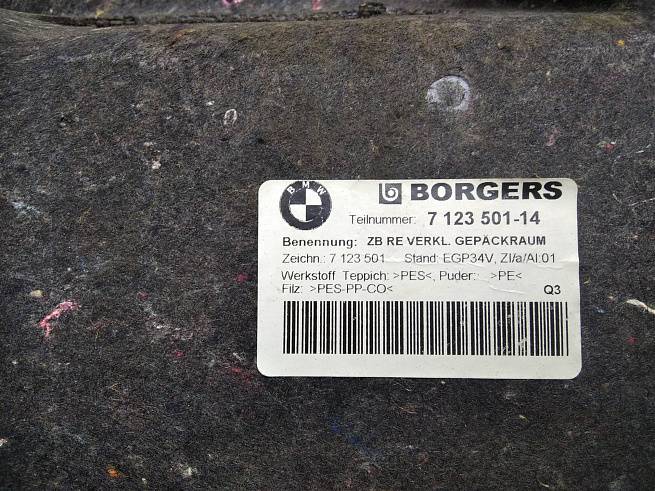 BMW
BORGERS
Teilnummer: 7 123 501-14
Benennung: ZB RE VERKL. GEPÄCKRAUM
Zeichn.: 7 123 501 Stand: EGP34V, ZI/a/AI:01
Werkstoff Teppich: >PES<, Puder: >PE<
Filz: >PES-PP-CO<
Q3